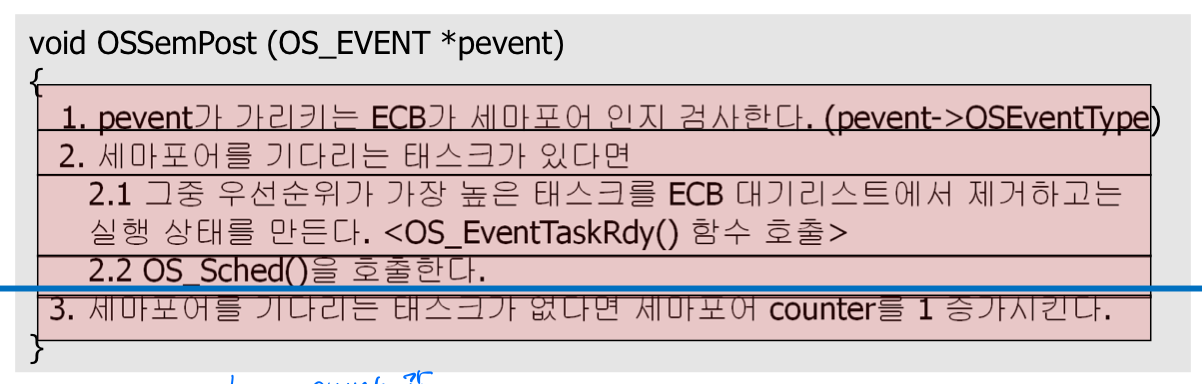 void OSSemPost (OS_EVENT *pevent)
{
1. pevent가 가리키는 ECB가 세마포어 인지 검사한다. (pevent->OSEventType)
2. 세마포어를 기다리는 태스크가 있다면
2.1 그중 우선순위가 가장 높은 태스크를 ECB 대기리스트에서 제거하고는
실행 상태를 만든다. <OS_EventTaskRdy() 함수 호출>
2.2 OS_Sched()을 호출한다.
3. 세마포어를 기다리는 태스크가 없다면 세마포어 counter를 1 증가시킨다.
}